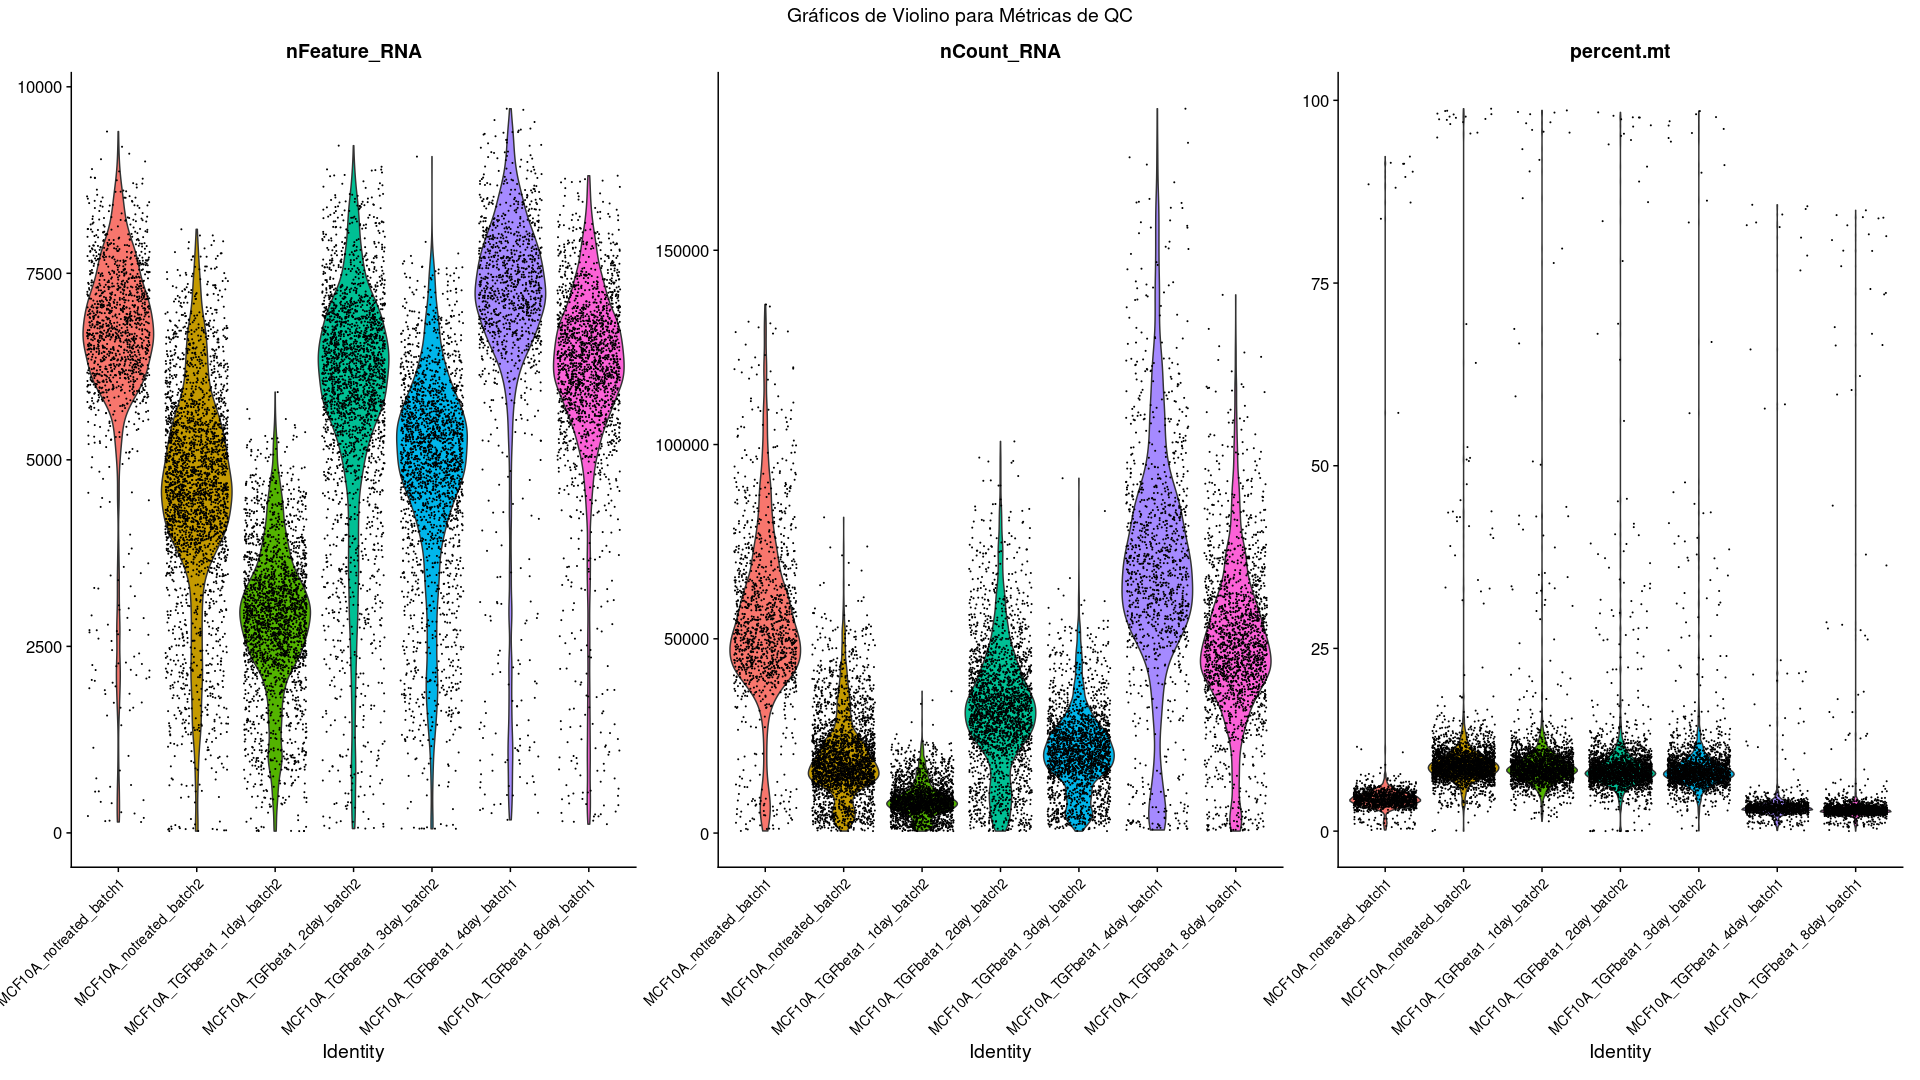 Gráficos de Violino para Métricas de QC
nFeature_RNA
10000
7500
5000
2500
0
MCF10A_notreated_batch1
MCF10A_notreated_batch2
MCF10A_TGFbeta1_1day_batch2
MCF10A_TGFbeta1_2day_batch2
MCF10A_TGFbeta1_3day_batch2
MCF10A_TGFbeta1_4day_batch1
MCF10A_TGFbeta1_8day_batch1
Identity
nCount_RNA
150000
100000
50000
0
MCF10A_notreated_batch1
MCF10A_notreated_batch2
MCF10A_TGFbeta1_1day_batch2
MCF10A_TGFbeta1_2day_batch2
MCF10A_TGFbeta1_3day_batch2
MCF10A_TGFbeta1_4day_batch1
MCF10A_TGFbeta1_8day_batch1
Identity
percent.mt
100
75
50
25
0
MCF10A_notreated_batch1
MCF10A_notreated_batch2
MCF10A_TGFbeta1_1day_batch2
MCF10A_TGFbeta1_2day_batch2
MCF10A_TGFbeta1_3day_batch2
MCF10A_TGFbeta1_4day_batch1
MCF10A_TGFbeta1_8day_batch1
Identity